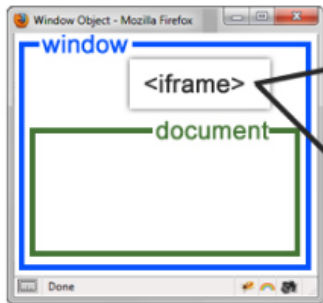 Window Object - Mozilla Firefox
window
<iframe>
document
Done